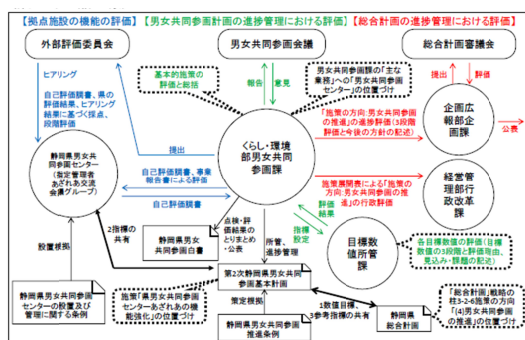 【拠点施設の機能の評価】【男女共同参画計画の進捗管理における評価】【総合計画の進捗管理における評価】
外部評価委員会
男女共同参画会議
総合計画審議会
ヒアリング
自己評価調書、県の
評価結果、ヒアリング
結果に基づく採点、
段階評価
基本的施策の
評価と総括
報告
意見
男女共同参画課の「主な
業務」への「男女共同参画
センター」の位置づけ
提出
評価
企画広
報部企
画課
公表
「施策の方向:男女共同参画
の推進」の進捗評価(3段階
評価と今後の方針の記述)
提出
くらし・環境
部男女共同
参画課
静岡県男女共
同参画センター
(指定管理者
あざれあ交流
会議グループ)
自己評価調書、事業
報告書による評価
自己評価調書
施策展開表による「施策の
方向:男女共同参画の推
進」の行政評価
経営管
理部行
政改革
課
評価
結果
指標
設定
目標数
値所管
課
各目標数値の評価(目標
数値の3段階と評価理由、
見込み・課題の記述)
点検・評
価結果の
とりまとめ・
公表
2指標の
共有
静岡県男女
共同参画白書
所管、
進捗管理
設置根拠
第2次静岡県男女共
同参画基本計画
静岡県男女共同参画
センターの設置及び
管理に関する条例
施策「県男女共同参画
センターあざれあの機
能強化」の位置づけ
策定根拠
静岡県男女共同参画
推進条例
1数値目標、
3参考指標の共有
静岡県
総合計画
「総合計画」戦略の
柱3-2-6施策の方向
「(4)男女共同参画
の推進」の位置づけ